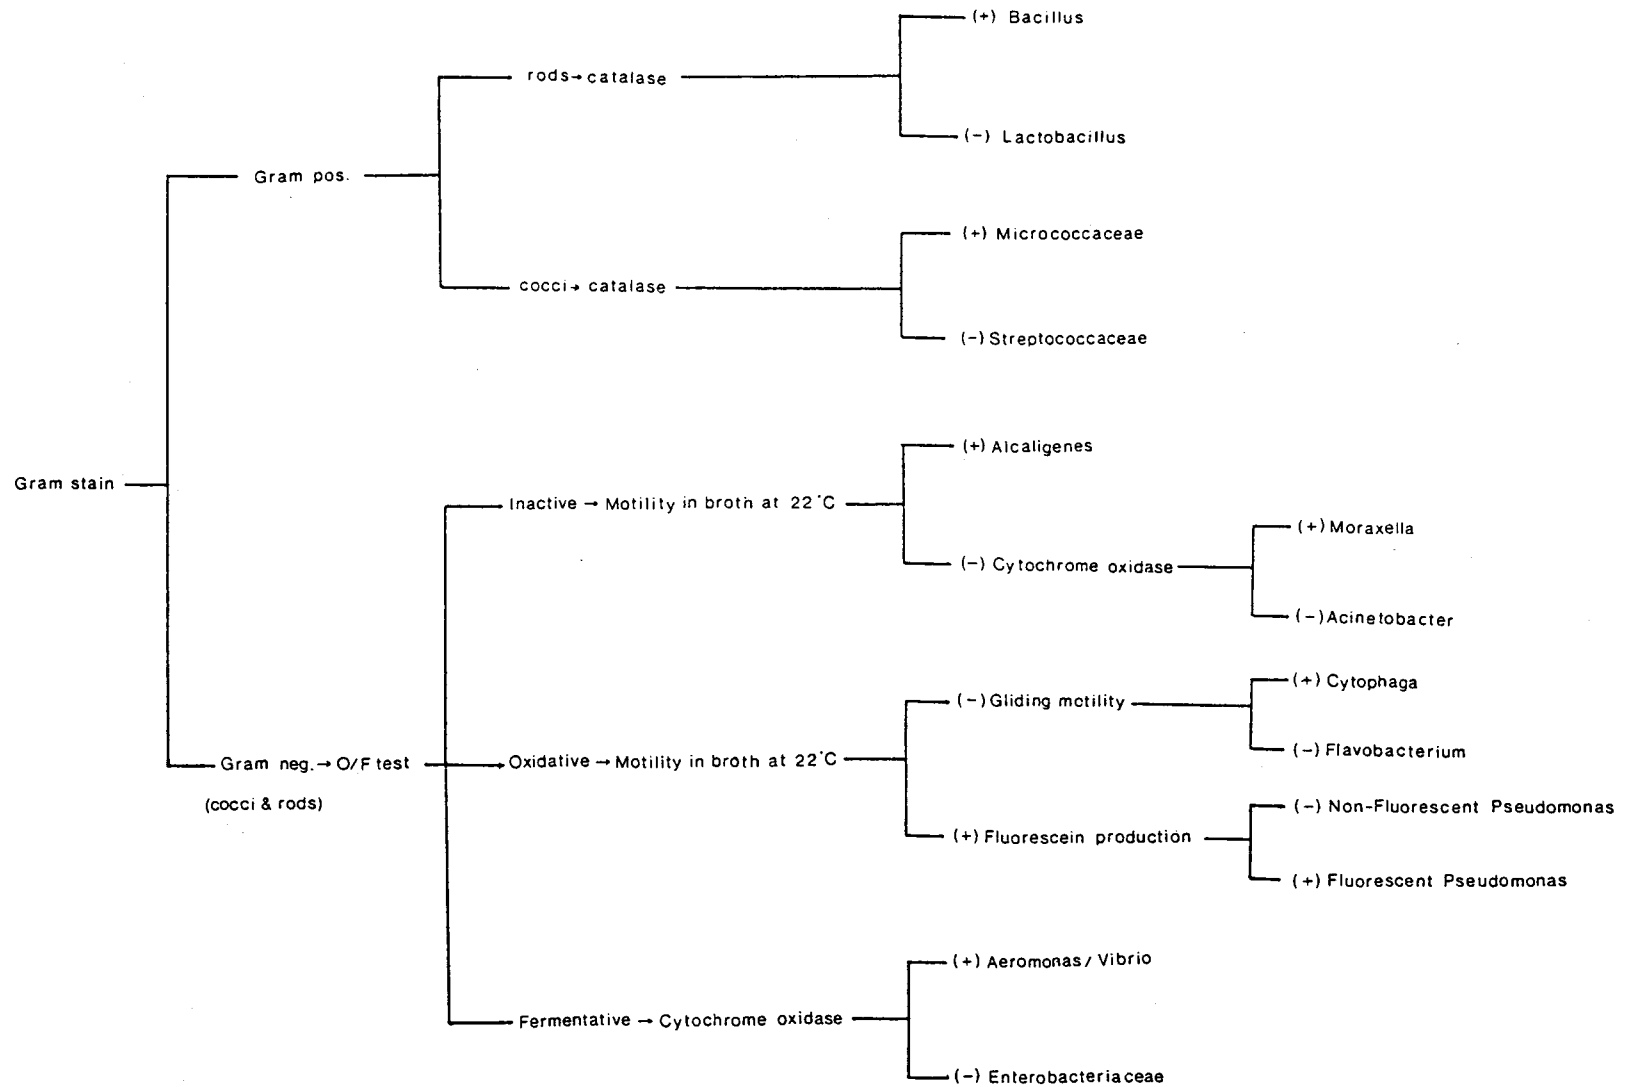 (+) Bacillus
rods→catalase
(-) Lactobacillus
Gram pos.
(+) Micrococcaceae
cocci→ catalase
(-) Streptococcaceae
(+) Alcaligenes
Gram stain
Inactive → Motility in broth at 22°C
(+) Moraxella
(-) Cytochrome oxidase
(-) Acinetobacter
(+) Cytophaga
(-) Gliding motility
(-) Flavobacterium
Gram neg.→ O/F test
Oxidative → Motility in broth at 22°C
(cocci & rods)
(-) Non-Fluorescent Pseudomonas
(+) Fluorescein production
(+) Fluorescent Pseudomonas
(+) Aeromonas / Vibrio
Fermentative → Cytochrome oxidase
(-) Enterobacteriaceae